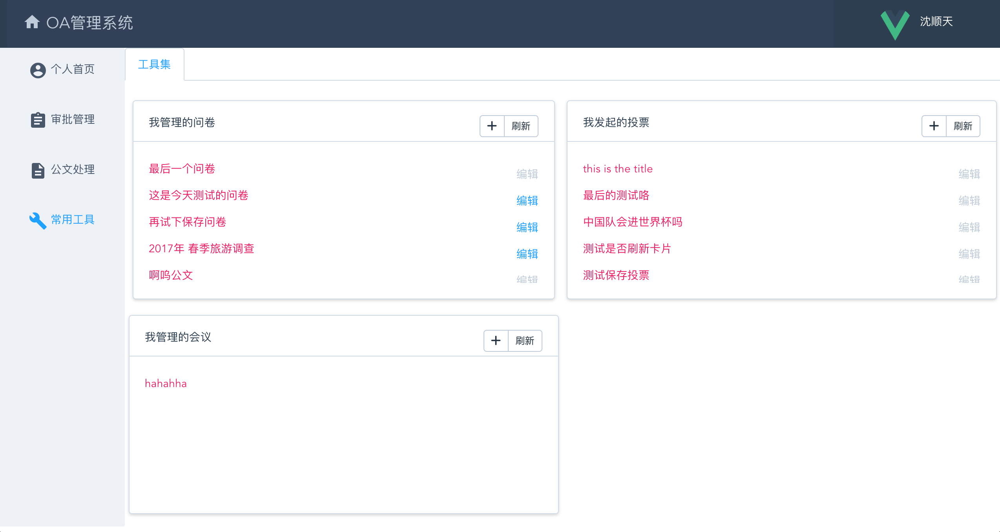 OA管理系统
沈顺天
个人首页
审批管理
公文处理
常用工具
工具集
我管理的问卷
刷新
最后一个问卷 编辑
这是今天测试的问卷 编辑
再试下保存问卷 编辑
2017年 春季旅游调查 编辑
啊呜公文 编辑
我发起的投票
刷新
this is the title 编辑
最后的测试咯 编辑
中国队会进世界杯吗 编辑
测试是否刷新卡片 编辑
测试保存投票 编辑
我管理的会议
刷新
hahahha